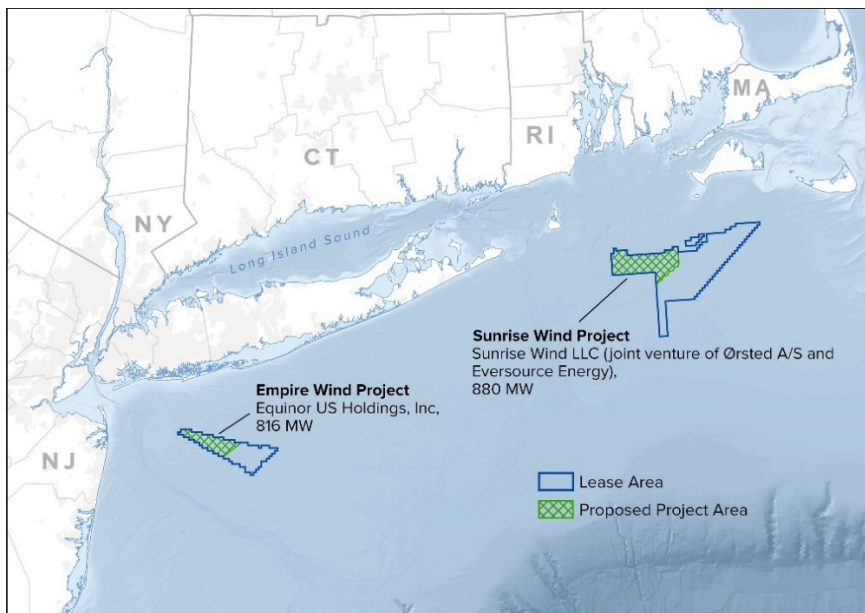 MA
RI
CT
NY
Long Island Sound
Sunrise Wind Project
Sunrise Wind LLC (joint venture of Ørsted A/S and
Eversource Energy),
880 MW
Empire Wind Project
Equinor US Holdings, Inc,
816 MW
NJ
Lease Area
Proposed Project Area